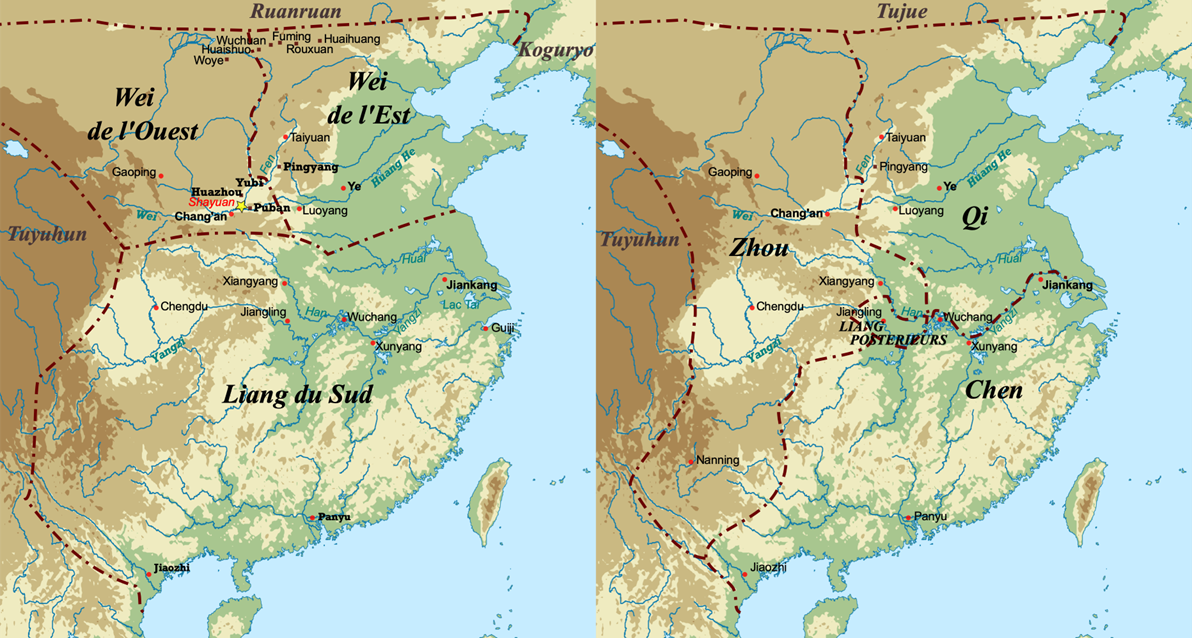 Ruanruan
Wuchuan
Fuming
Huaihuang
Huaishuo
Rouxuan
Woye
Koguryo
Wei
de l'Ouest
Wei
de l'Est
Taiyuan
Fen
Pingyang
Huang He
Gaoping
Yubi
Huazhou
Ye
Shayuan
Puban
Luoyang
Wei
Chang'an
Tuyuhun
Huai
Xiangyang
Jiankang
Chengdu
Jiangling
Han
Lac Tai
Wuchang
Yangzi
Guiji
Yangzi
Xunyang
Liang du Sud
Panyu
Jiaozhi
Tujue
Taiyuan
Fen
Pingyang
Huang He
Gaoping
Ye
Wei
Chang'an
Luoyang
Qi
Tuyuhun
Zhou
Xiangyang
Jiankang
Chengdu
Jiangling
Han
Wuchang
LIANG
POSTERIEURS
Yangzi
Yangzi
Xunyang
Chen
Nanning
Panyu
Jiaozhi